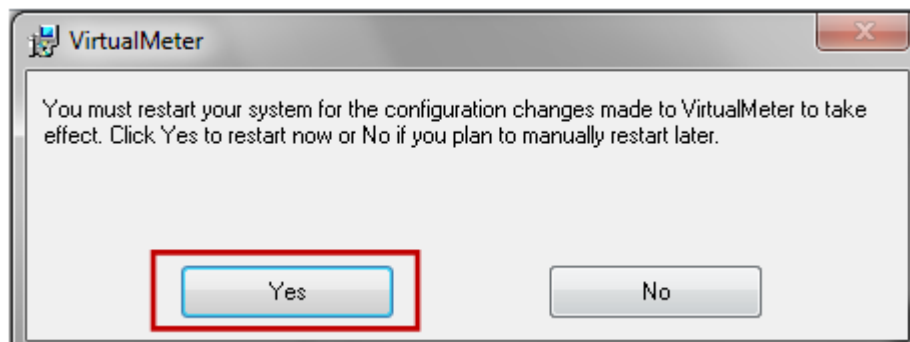 VirtualMeter
You must restart your system for the configuration changes made to VirtualMeter to take
effect. Click Yes to restart now or No if you plan to manually restart later.
Yes No